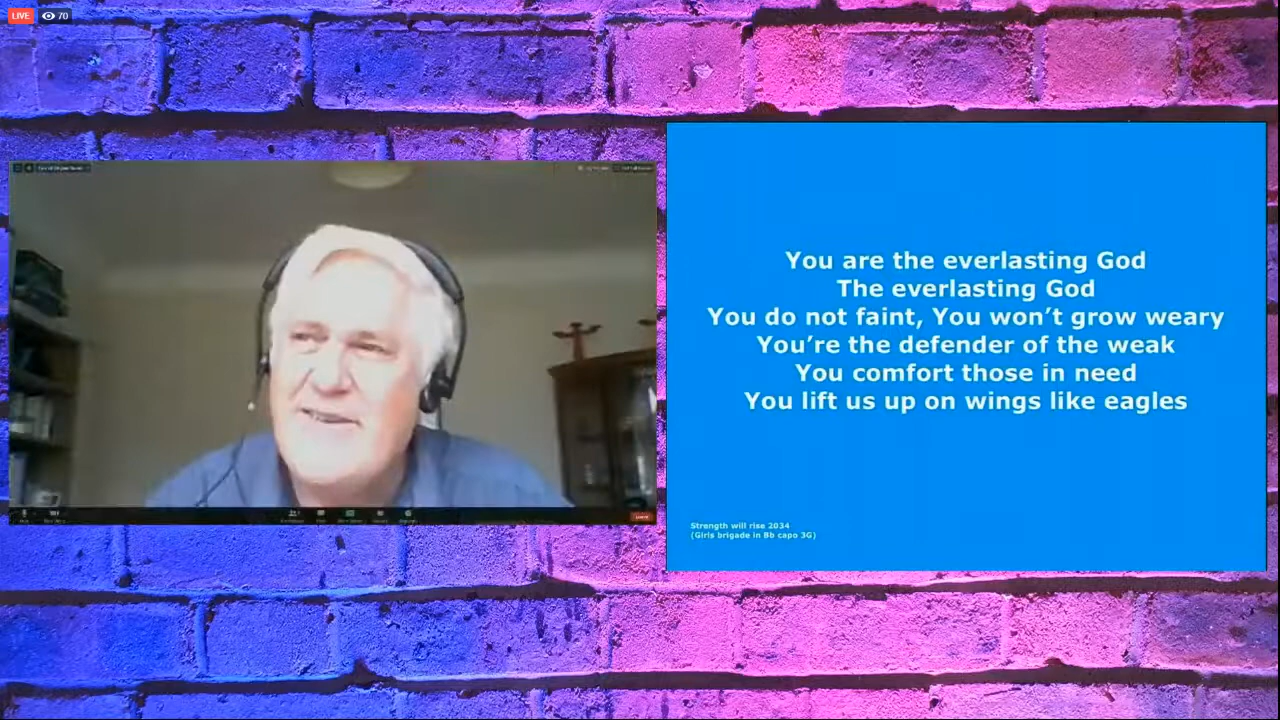 LIVE 70
You are the everlasting God
The everlasting God
You do not faint, You won’t grow weary
You’re the defender of the weak
You comfort those in need
You lift us up on wings like eagles
Strength will rise 2034
(Girls brigade in Bb capo 3G)